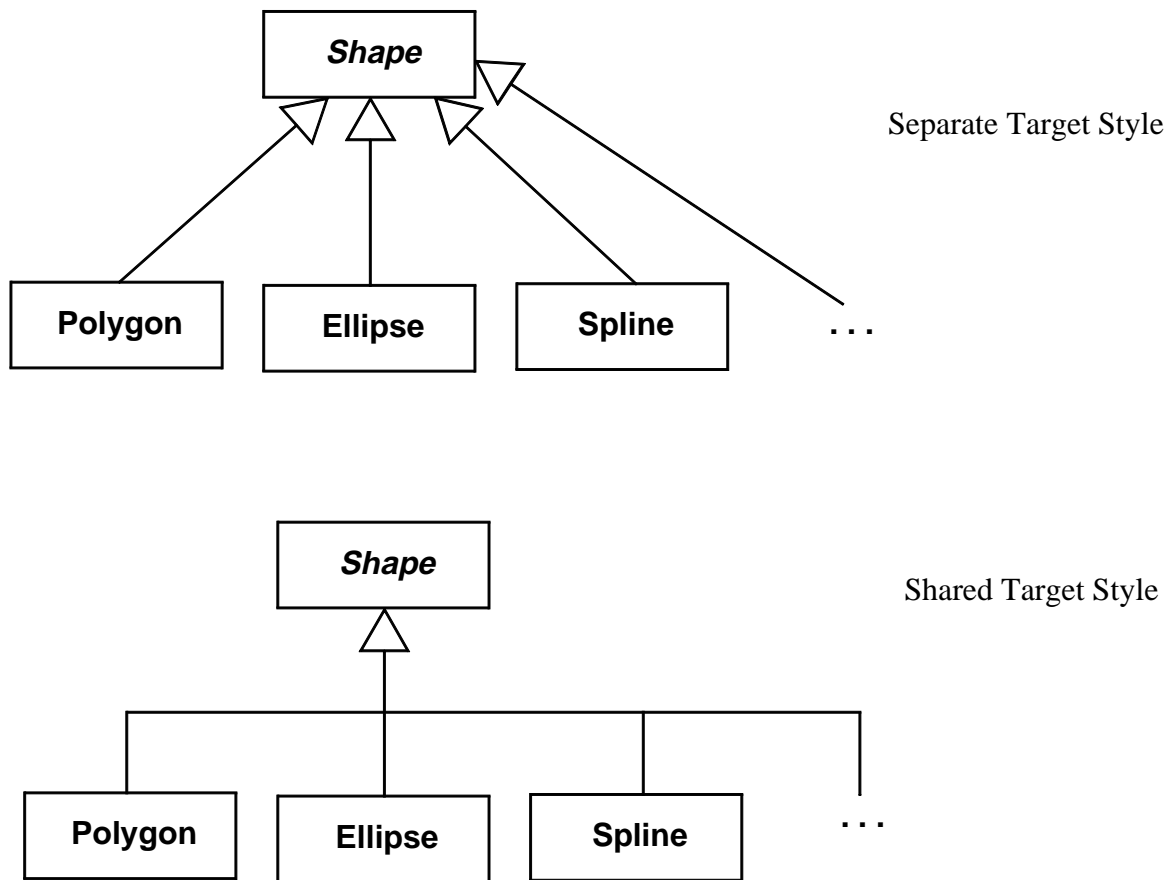 Shape
Separate Target Style
Polygon
Ellipse
Spline
. . .
Shape
Shared Target Style
Polygon
Ellipse
Spline
. . .